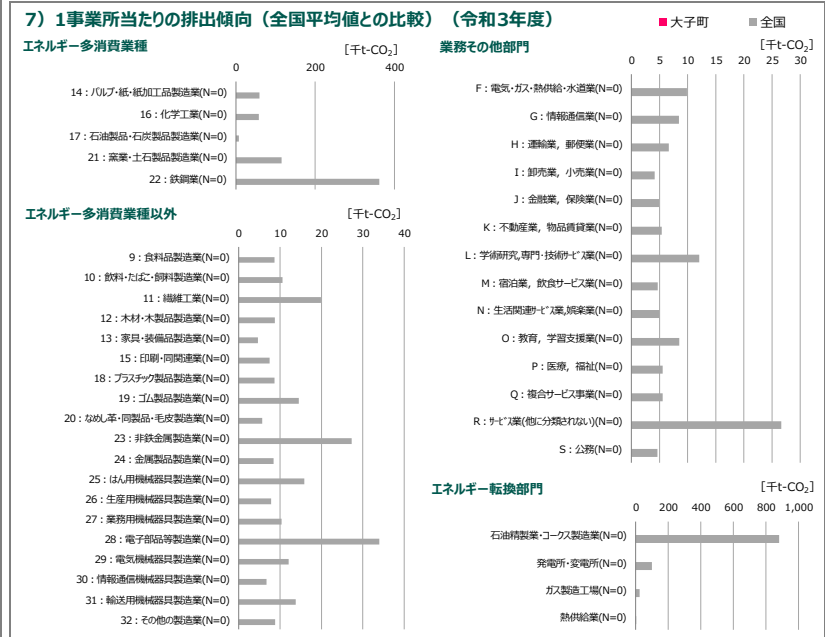 7）1事業所当たりの排出傾向（全国平均値との比較）（令和3年度）
■大子町 ■全国
エネルギー多消費業種
[千t-CO₂]
0 200 400
14：パルプ・紙・紙加工品製造業(N=0)
16：化学工業(N=0)
17：石油製品・石炭製品製造業(N=0)
21：窯業・土石製品製造業(N=0)
22：鉄鋼業(N=0)
エネルギー多消費業種以外
[千t-CO₂]
0 10 20 30 40
9：食料品製造業(N=0)
10：飲料・たばこ・飼料製造業(N=0)
11：繊維工業(N=0)
12：木材・木製品製造業(N=0)
13：家具・装備品製造業(N=0)
15：印刷・同関連業(N=0)
18：プラスチック製品製造業(N=0)
19：ゴム製品製造業(N=0)
20：なめし革・同製品・毛皮製造業(N=0)
23：非鉄金属製造業(N=0)
24：金属製品製造業(N=0)
25：はん用機械器具製造業(N=0)
26：生産用機械器具製造業(N=0)
27：業務用機械器具製造業(N=0)
28：電子部品等製造業(N=0)
29：電気機械器具製造業(N=0)
30：情報通信機械器具製造業(N=0)
31：輸送用機械器具製造業(N=0)
32：その他の製造業(N=0)
業務その他部門
[千t-CO₂]
0 5 10 15 20 25 30
F：電気・ガス・熱供給・水道業(N=0)
G：情報通信業(N=0)
H：運輸業，郵便業(N=0)
I：卸売業，小売業(N=0)
J：金融業，保険業(N=0)
K：不動産業，物品賃貸業(N=0)
L：学術研究,専門・技術ｻｰﾋﾞｽ業(N=0)
M：宿泊業，飲食サービス業(N=0)
N：生活関連ｻｰﾋﾞｽ業,娯楽業(N=0)
O：教育，学習支援業(N=0)
P：医療，福祉(N=0)
Q：複合サービス事業(N=0)
R：ｻｰﾋﾞｽ業(他に分類されない)(N=0)
S：公務(N=0)
エネルギー転換部門
[千t-CO₂]
0 200 400 600 800 1,000
石油精製業・コークス製造業(N=0)
発電所・変電所(N=0)
ガス製造工場(N=0)
熱供給業(N=0)